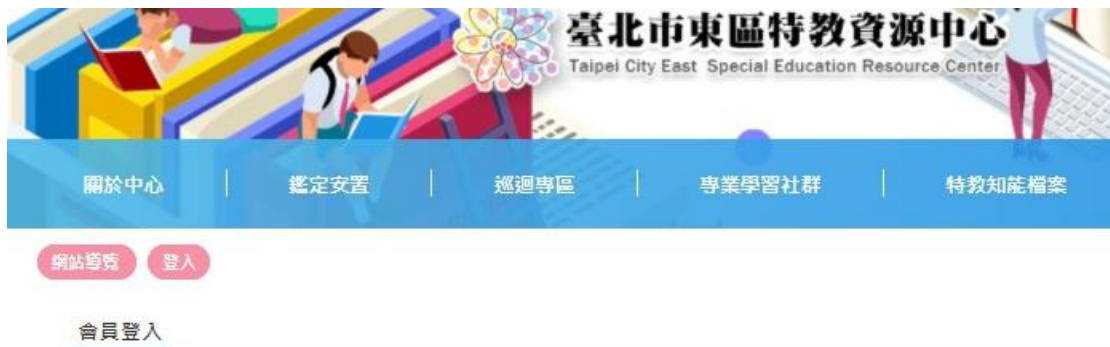 臺北市東區特教資源中心
Taipei City East Special Education Resource Center
關於中心 鑑定安置 巡迴專區 專業學習社群 特教知能檔案
網站導覽 登入
會員登入